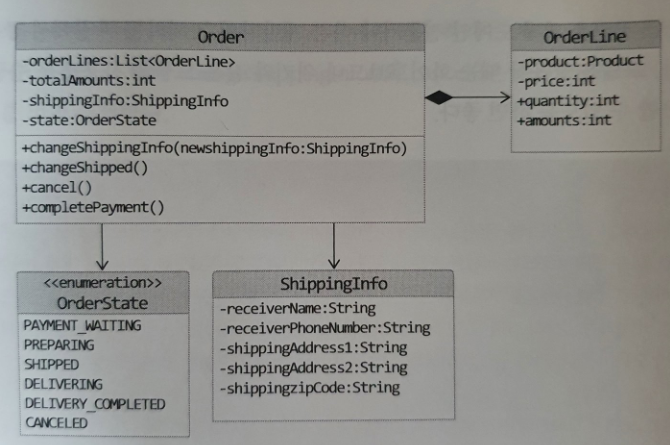 Order
-orderLines:List<OrderLine>
-totalAmounts:int
-shippingInfo:ShippingInfo
-state:OrderState
+changeShippingInfo(newshippingInfo:ShippingInfo)
+changeShipped()
+cancel()
+completePayment()
OrderLine
-product:Product
-price:int
+quantity:int
+amounts:int
<<enumeration>>
OrderState
PAYMENT_WAITING
PREPARING
SHIPPED
DELIVERING
DELIVERY_COMPLETED
CANCELED
ShippingInfo
-receiverName:String
-receiverPhoneNumber:String
-shippingAddress1:String
-shippingAddress2:String
-shippingzipCode:String